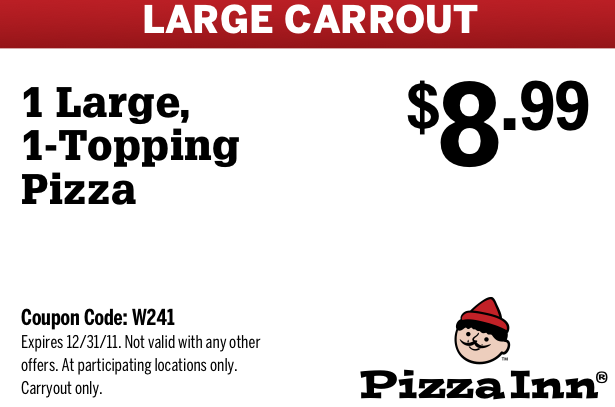 LARGE CARROUT
1 Large,
1-Topping
Pizza
$8.99
Coupon Code: W241
Expires 12/31/11. Not valid with any other
offers. At participating locations only.
Carryout only.
TM
Pizza Inn®